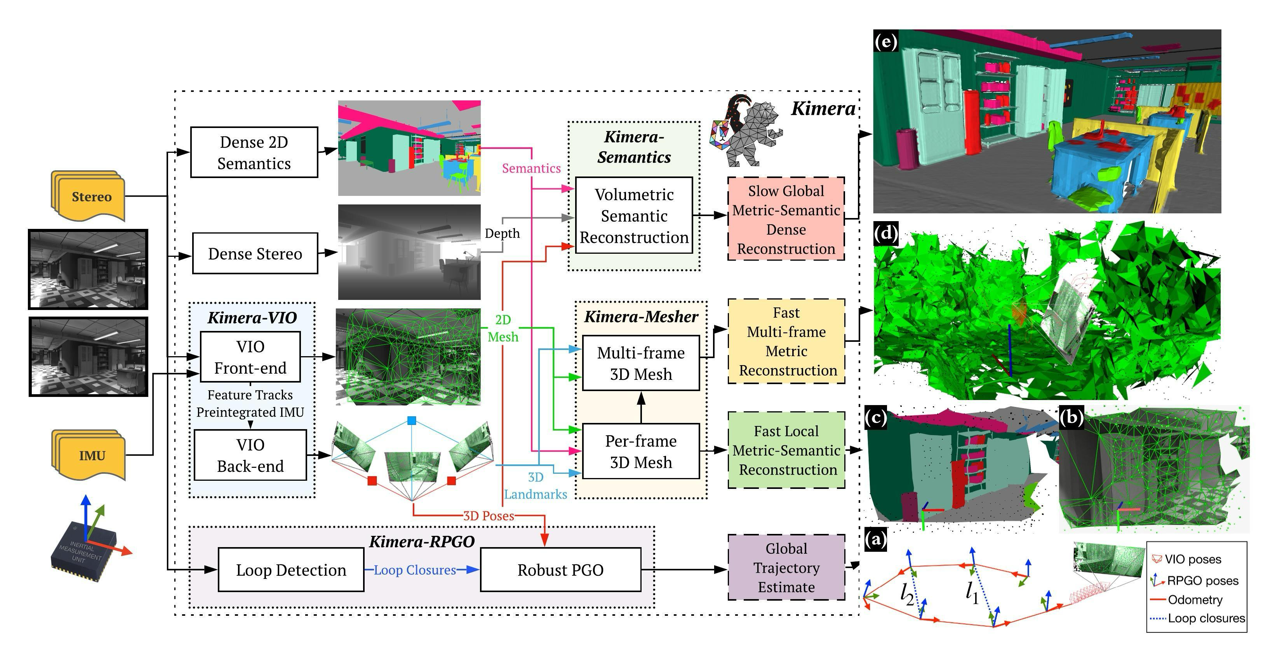 Stereo
IMU
INERTIAL
MEASUREMENT
UNIT
Kimera
Dense 2D
Semantics
Dense Stereo
Kimera-VIO
VIO
Front-end
Feature Tracks
Preintegrated IMU
VIO
Back-end
Semantics
Depth
2D
Mesh
3D
Landmarks
3D Poses
Kimera-RPGO
Loop Detection
Loop Closures
Robust PGO
Kimera-
Semantics
Volumetric
Semantic
Reconstruction
Kimera-Mesher
Multi-frame
3D Mesh
Per-frame
3D Mesh
Slow Global
Metric-Semantic
Dense
Reconstruction
Fast
Multi-frame
Metric
Reconstruction
Fast Local
Metric-Semantic
Reconstruction
Global
Trajectory
Estimate
(e)
(d)
(c)
(b)
(a)
l2
l1
VIO poses
RPGO poses
Odometry
Loop closures